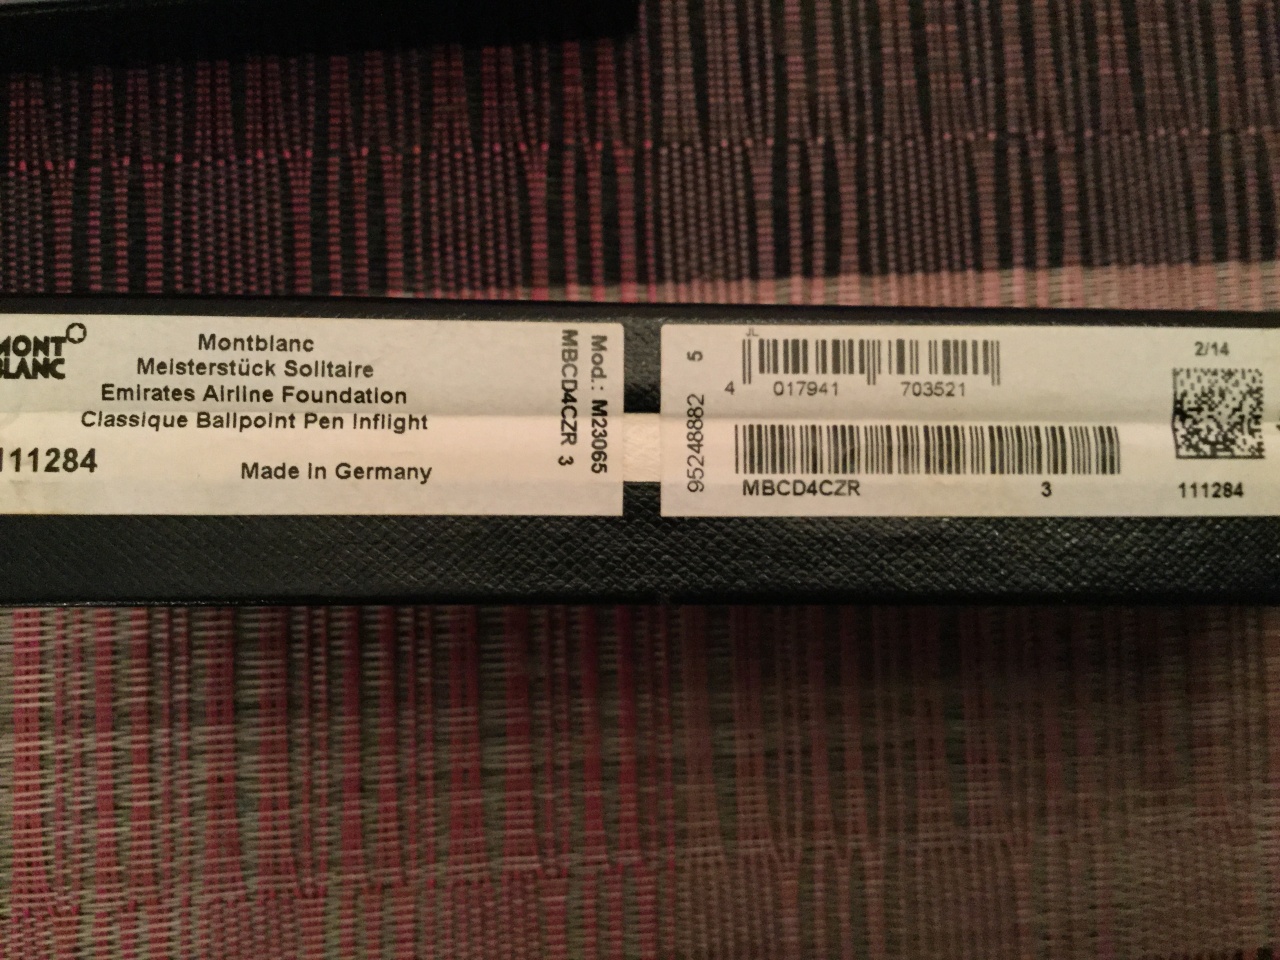 MONT
BLANC
Montblanc
Meisterstück Solitaire
Emirates Airline Foundation
Classique Ballpoint Pen Inflight
111284
Made in Germany
Mod.: M23065
MBCD4CZR 3
95248882 5
JL
4 017941 703521
MBCD4CZR 3
2/14
111284